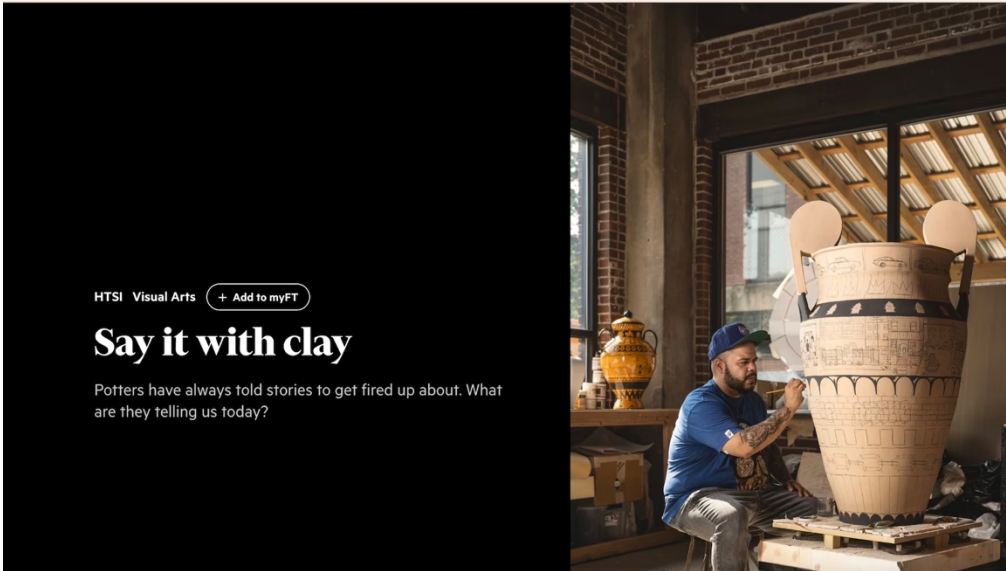 HTSI Visual Arts + Add to myFT
Say it with clay
Potters have always told stories to get fired up about. What
are they telling us today?